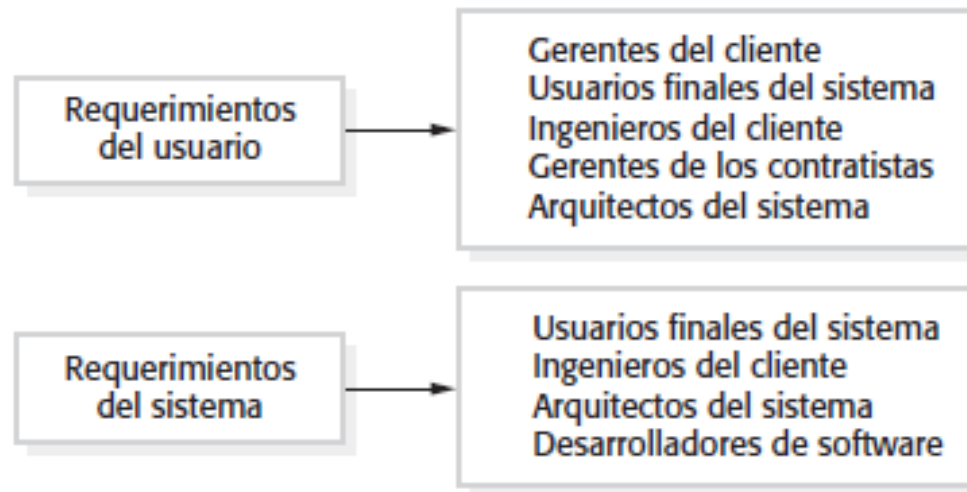 Requerimientos
del usuario
Gerentes del cliente
Usuarios finales del sistema
Ingenieros del cliente
Gerentes de los contratistas
Arquitectos del sistema
Requerimientos
del sistema
Usuarios finales del sistema
Ingenieros del cliente
Arquitectos del sistema
Desarrolladores de software